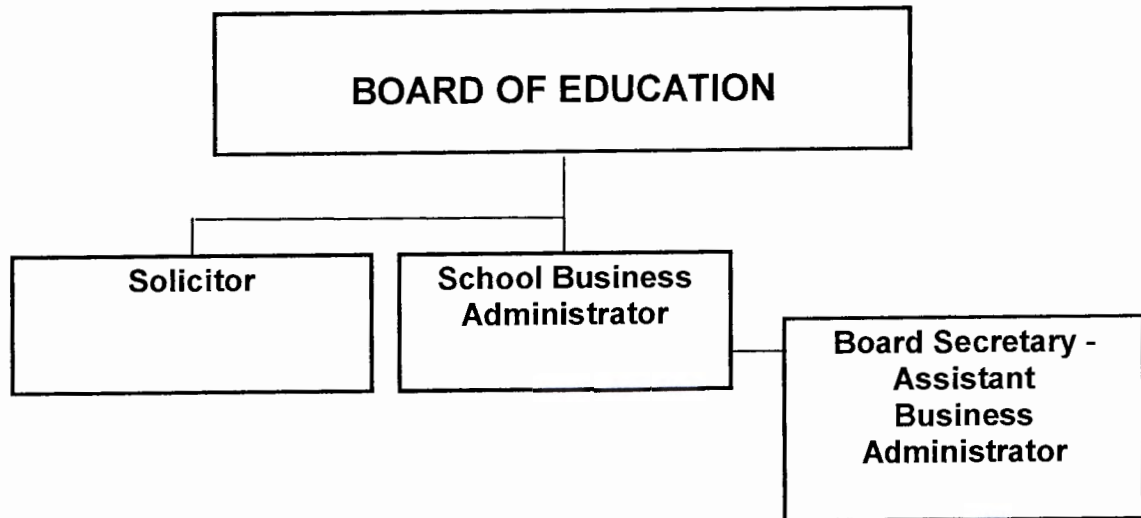 BOARD OF EDUCATION
Solicitor
School Business
Administrator
Board Secretary -
Assistant
Business
Administrator